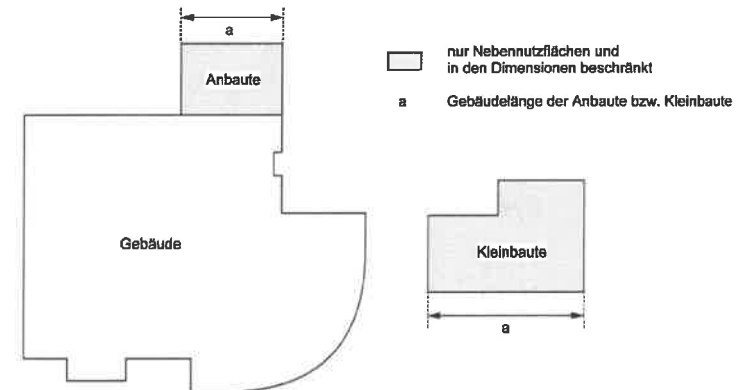 a
Anbaute
nur Nebennutzflächen und
in den Dimensionen beschränkt
a Gebäudelänge der Anbaute bzw. Kleinbaute
Gebäude
Kleinbaute
a